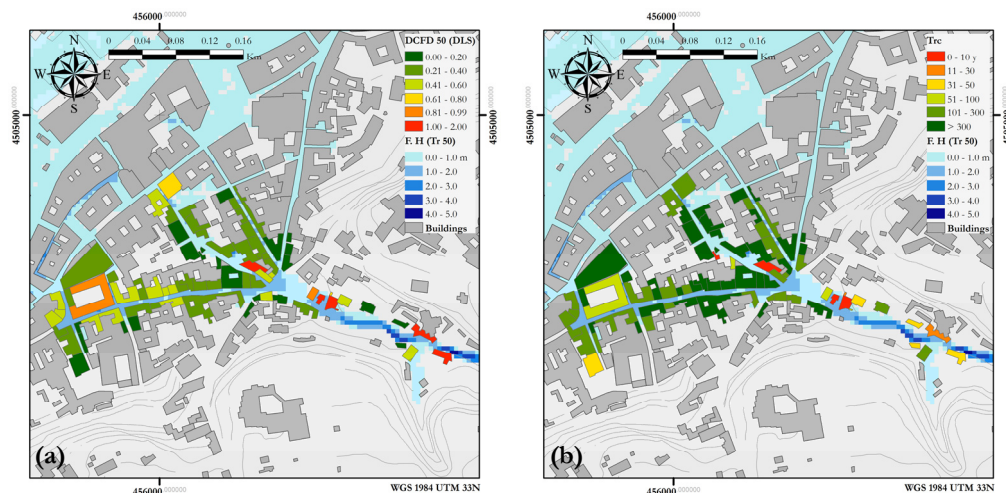 456000.000000
0 0.04 0.08 0.12 0.16
Km
N
W E
S
DCFD 50 (DLS)
0.00 - 0.20
0.21 - 0.40
0.41 - 0.60
0.61 - 0.80
0.81 - 0.99
1.00 - 2.00
F. H (Tr 50)
0.0 - 1.0 m
1.0 - 2.0
2.0 - 3.0
3.0 - 4.0
4.0 - 5.0
Buildings
4505000.000000
(a)
456000.000000
WGS 1984 UTM 33N
456000.000000
0 0.04 0.08 0.12 0.16
Km
N
W E
S
Trc
0 - 10 y
11 - 30
31 - 50
51 - 100
101 - 300
> 300
F. H (Tr 50)
0.0 - 1.0 m
1.0 - 2.0
2.0 - 3.0
3.0 - 4.0
4.0 - 5.0
Buildings
4505000.000000
(b)
456000.000000
WGS 1984 UTM 33N